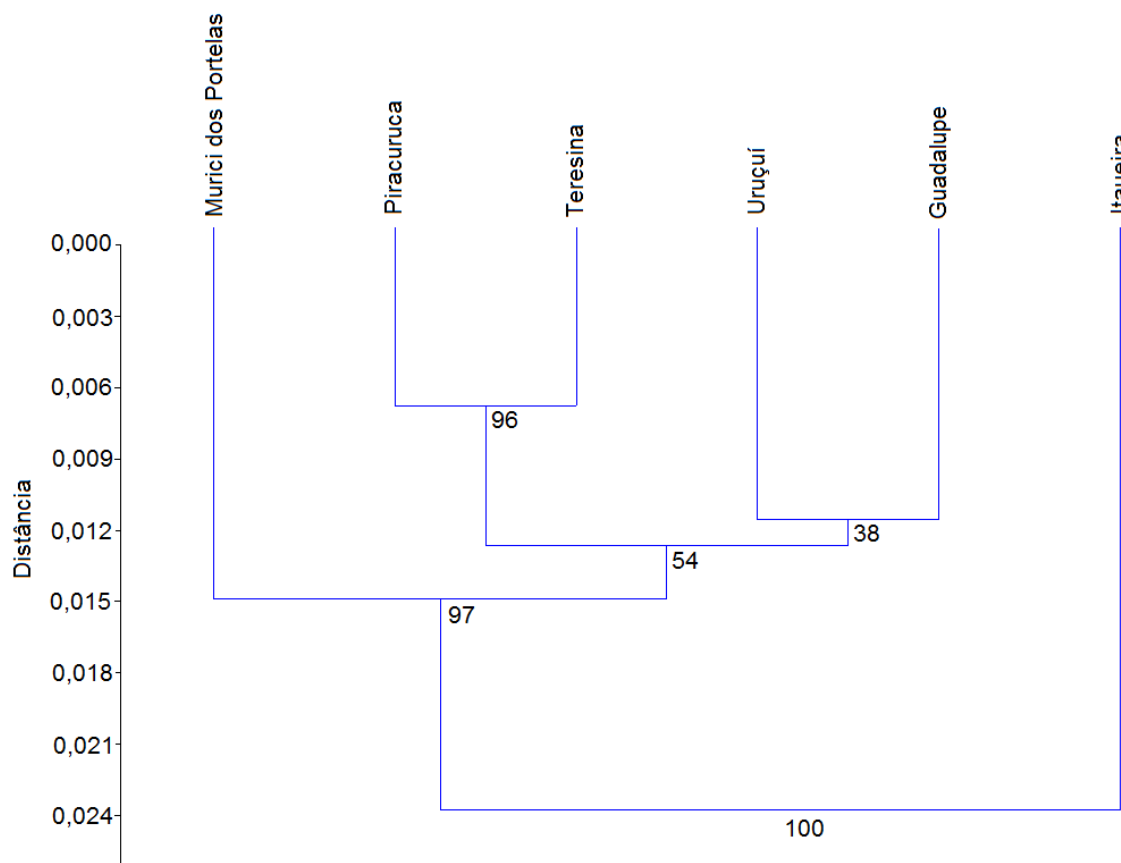 Murici dos Portelas
Piracuruca
Teresina
Uruçuí
Guadalupe
Itaueira
0,000
0,003
0,006
0,009
0,012
0,015
0,018
0,021
0,024
Distância
96
38
54
97
100